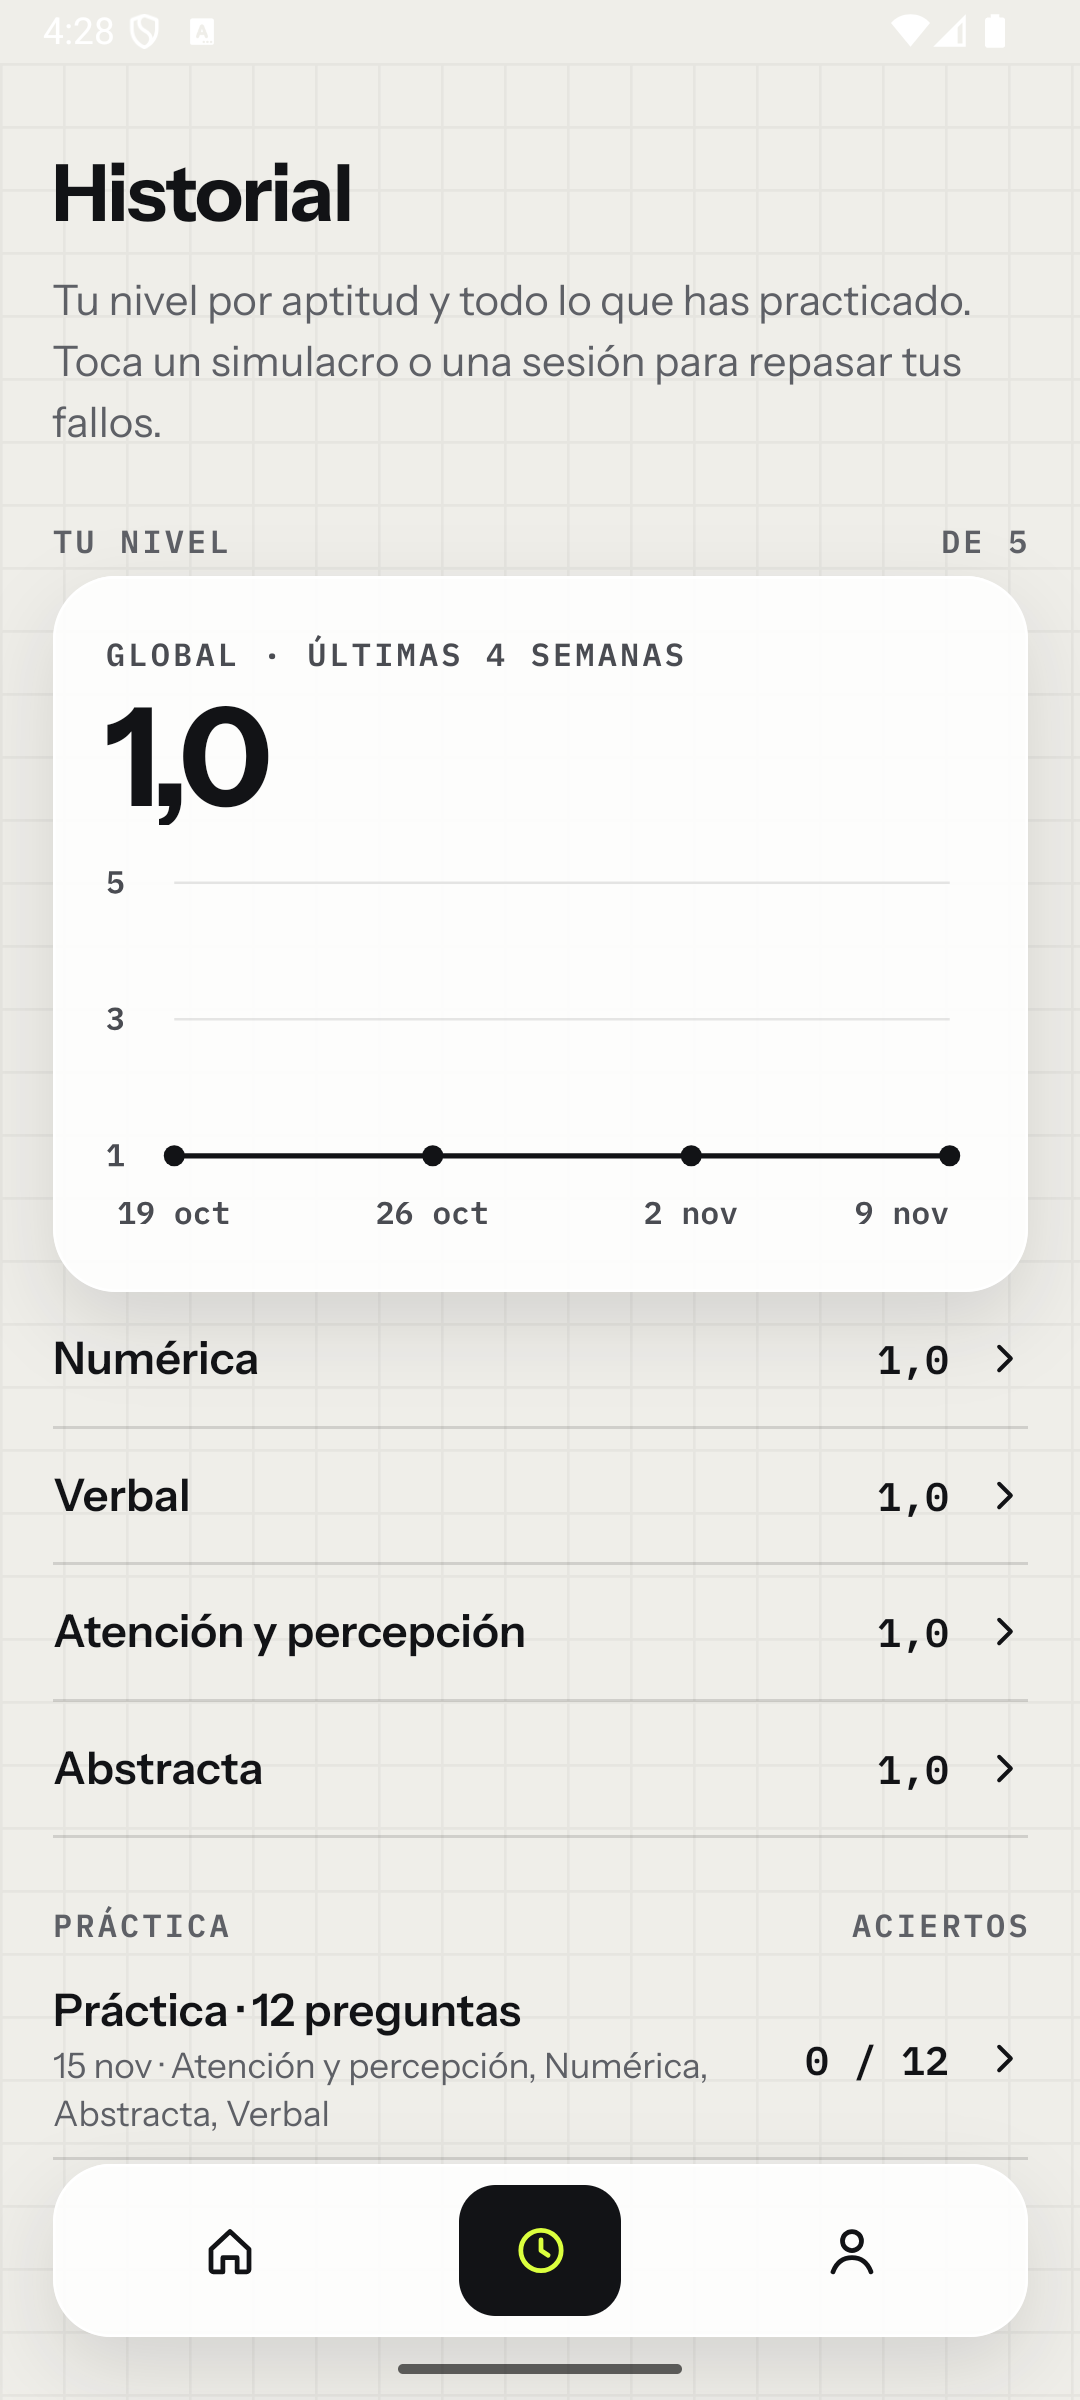 4:28
Historial
Tu nivel por aptitud y todo lo que has practicado.
Toca un simulacro o una sesión para repasar tus
fallos.
TU NIVEL DE 5
GLOBAL · ÚLTIMAS 4 SEMANAS
1,0
5
3
1
19 oct 26 oct 2 nov 9 nov
Numérica 1,0
Verbal 1,0
Atención y percepción 1,0
Abstracta 1,0
PRÁCTICA ACIERTOS
Práctica · 12 preguntas
15 nov · Atención y percepción, Numérica,
Abstracta, Verbal
0 / 12